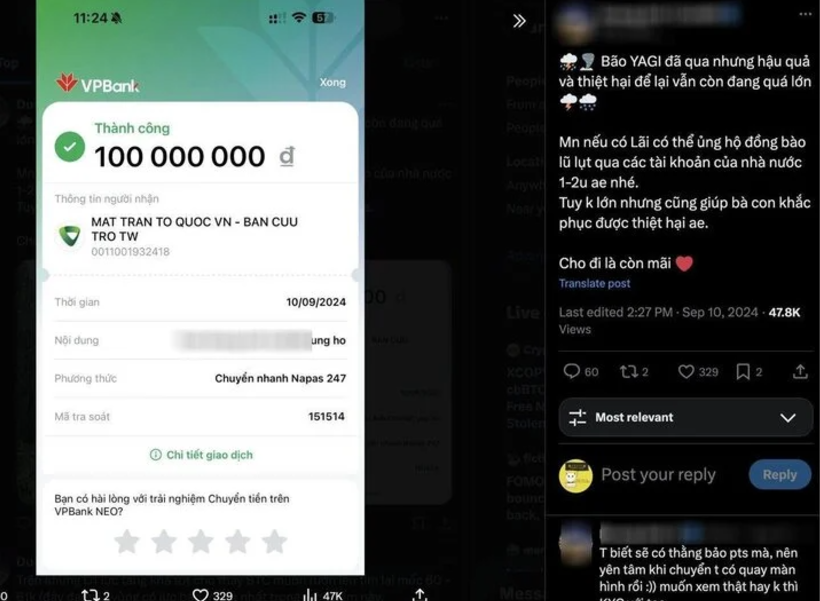 11:24
57
VPBank
Xong
Thành công
100 000 000 đ
Thông tin người nhận
MAT TRAN TO QUOC VN - BAN CUU
TRO TW
0011001932418
Thời gian
10/09/2024
Nội dung
ung ho
Phương thức
Chuyển nhanh Napas 247
Mã tra soát
151514
Chi tiết giao dịch
Bạn có hài lòng với trải nghiệm Chuyển tiền trên
VPBank NEO?
2
329
47K
Bão YAGI đã qua nhưng hậu quả
và thiệt hại để lại vẫn còn đang quá lớn
Mn nếu có Lãi có thể ủng hộ đồng bào
lũ lụt qua các tài khoản của nhà nước
1-2u ae nhé.
Tuy k lớn nhưng cũng giúp bà con khắc
phục được thiệt hại ae.
Cho đi là còn mãi
Translate post
Last edited 2:27 PM · Sep 10, 2024 · 47.8K
Views
60
2
329
2
Most relevant
Post your reply
Reply
T biết sẽ có thằng bảo pts mà, nên
yên tâm khi chuyển t có quay màn
hình rồi :)) muốn xem thật hay k thì